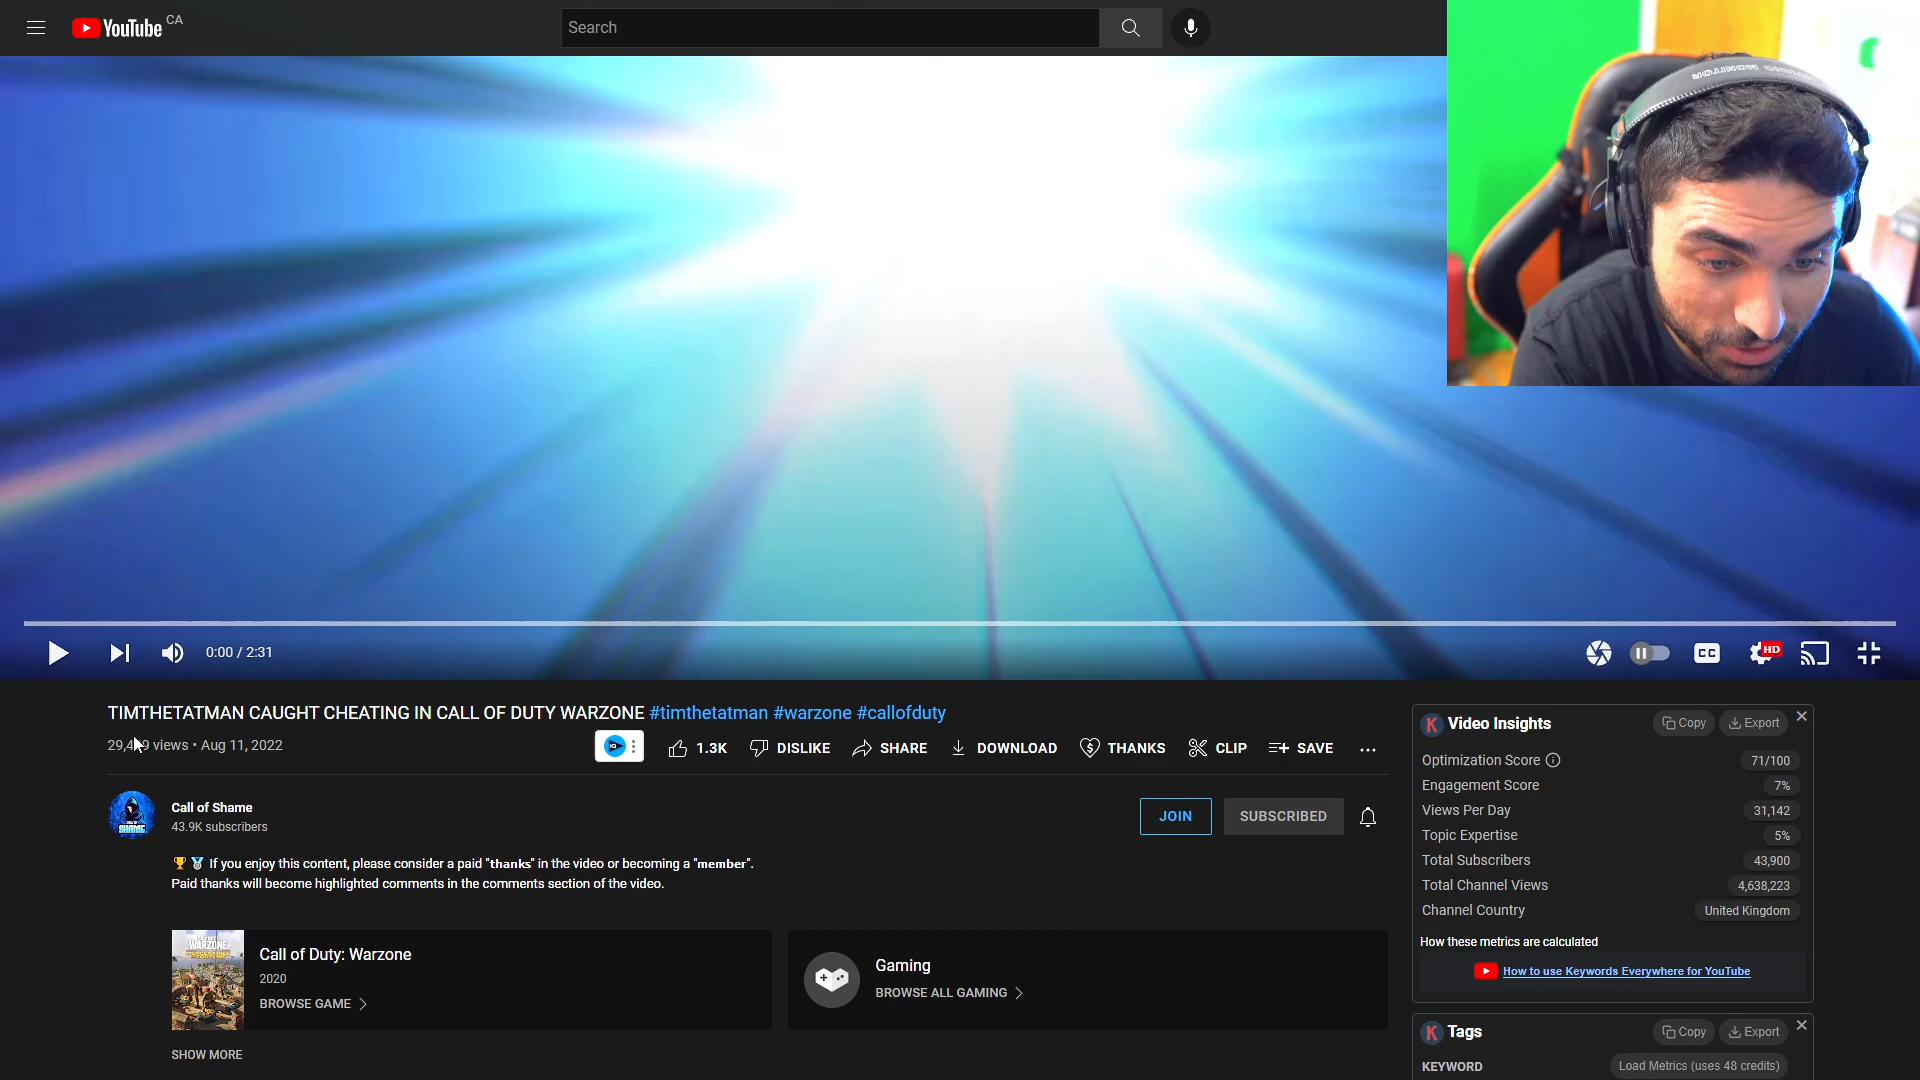 YouTube CA
Search
0:00 / 2:31
CC
HD
TIMTHETATMAN CAUGHT CHEATING IN CALL OF DUTY WARZONE #timthetatman #warzone #callofduty
views • Aug 11, 2022
1.3K
DISLIKE
SHARE
DOWNLOAD
THANKS
CLIP
SAVE
Call of Shame
43.9K subscribers
JOIN
SUBSCRIBED
🏆🥈 If you enjoy this content, please consider a paid "thanks" in the video or becoming a "member".
Paid thanks will become highlighted comments in the comments section of the video.
WARZONE
Call of Duty: Warzone
2020
BROWSE GAME
Gaming
BROWSE ALL GAMING
SHOW MORE
K Video Insights
Copy
Export
Optimization Score 71/100
Engagement Score 7%
Views Per Day 31,142
Topic Expertise 5%
Total Subscribers 43,900
Total Channel Views 4,638,223
Channel Country United Kingdom
How these metrics are calculated
How to use Keywords Everywhere for YouTube
K Tags
Copy
Export
KEYWORD
Load Metrics (uses 48 credits)